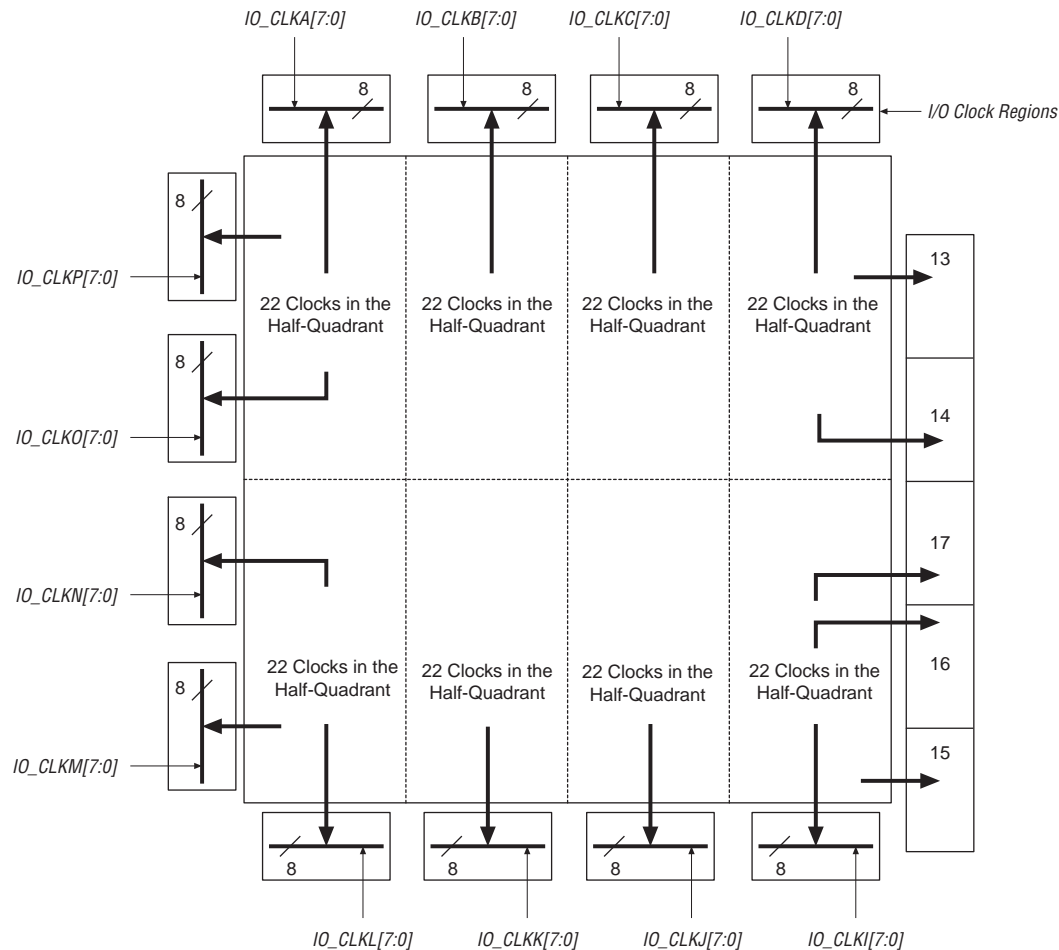 IO_CLKA[7:0]
IO_CLKB[7:0]
IO_CLKC[7:0]
IO_CLKD[7:0]
8
8
8
8
I/O Clock Regions
8
IO_CLKP[7:0]
13
22 Clocks in the
Half-Quadrant
22 Clocks in the
Half-Quadrant
22 Clocks in the
Half-Quadrant
22 Clocks in the
Half-Quadrant
8
IO_CLKO[7:0]
14
8
IO_CLKN[7:0]
17
22 Clocks in the
Half-Quadrant
22 Clocks in the
Half-Quadrant
22 Clocks in the
Half-Quadrant
22 Clocks in the
Half-Quadrant
16
8
IO_CLKM[7:0]
15
8
8
8
8
IO_CLKL[7:0]
IO_CLKK[7:0]
IO_CLKJ[7:0]
IO_CLKI[7:0]